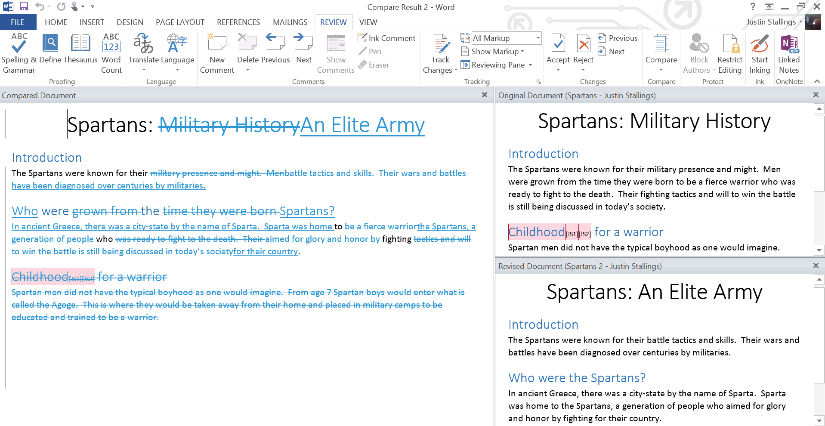 Compare Result 2 - Word
FILE HOME INSERT DESIGN PAGE LAYOUT REFERENCES MAILINGS REVIEW VIEW Justin Stallings
ABC Spelling & Grammar
Define
Thesaurus
ABC 123 Word Count
Translate
Language
New Comment
Delete
Previous
Next
Show Comments
Ink Comment
Pen
Eraser
Track Changes
All Markup
Show Markup
Reviewing Pane
Accept
Reject
Previous
Next
Compare
Block Authors
Restrict Editing
Start Inking
Linked Notes
Proofing Language Comments Tracking Changes Compare Protect Ink OneNote
Compared Document
Spartans: Military HistoryAn Elite Army
Introduction
The Spartans were known for their military presence and might. Menbattle tactics and skills. Their wars and battles
have been diagnosed over centuries by militaries.
Who were grown from the time they were born Spartans?
In ancient Greece, there was a city-state by the name of Sparta. Sparta was home to be a fierce warriorthe Spartans, a
generation of people who was ready to fight to the death. Their aimed for glory and honor by fighting tactics and will
to win the battle is still being discussed in today's societyfor their country.
Childhood for a warrior
Spartan men did not have the typical boyhood as one would imagine. From age 7 Spartan boys would enter what is
called the Agoge. This is where they would be taken away from their home and placed in military camps to be
educated and trained to be a warrior.
Original Document (Spartans - Justin Stallings)
Spartans: Military History
Introduction
The Spartans were known for their military presence and might. Men
were grown from the time they were born to be a fierce warrior who was
ready to fight to the death. Their fighting tactics and will to win the battle
is still being discussed in today's society.
Childhood[JS1][JS2] for a warrior
Spartan men did not have the typical boyhood as one would imagine.
Revised Document (Spartans 2 - Justin Stallings)
Spartans: An Elite Army
Introduction
The Spartans were known for their battle tactics and skills. Their wars and
battles have been diagnosed over centuries by militaries.
Who were the Spartans?
In ancient Greece, there was a city-state by the name of Sparta. Sparta
was home to the Spartans, a generation of people who aimed for glory
and honor by fighting for their country.